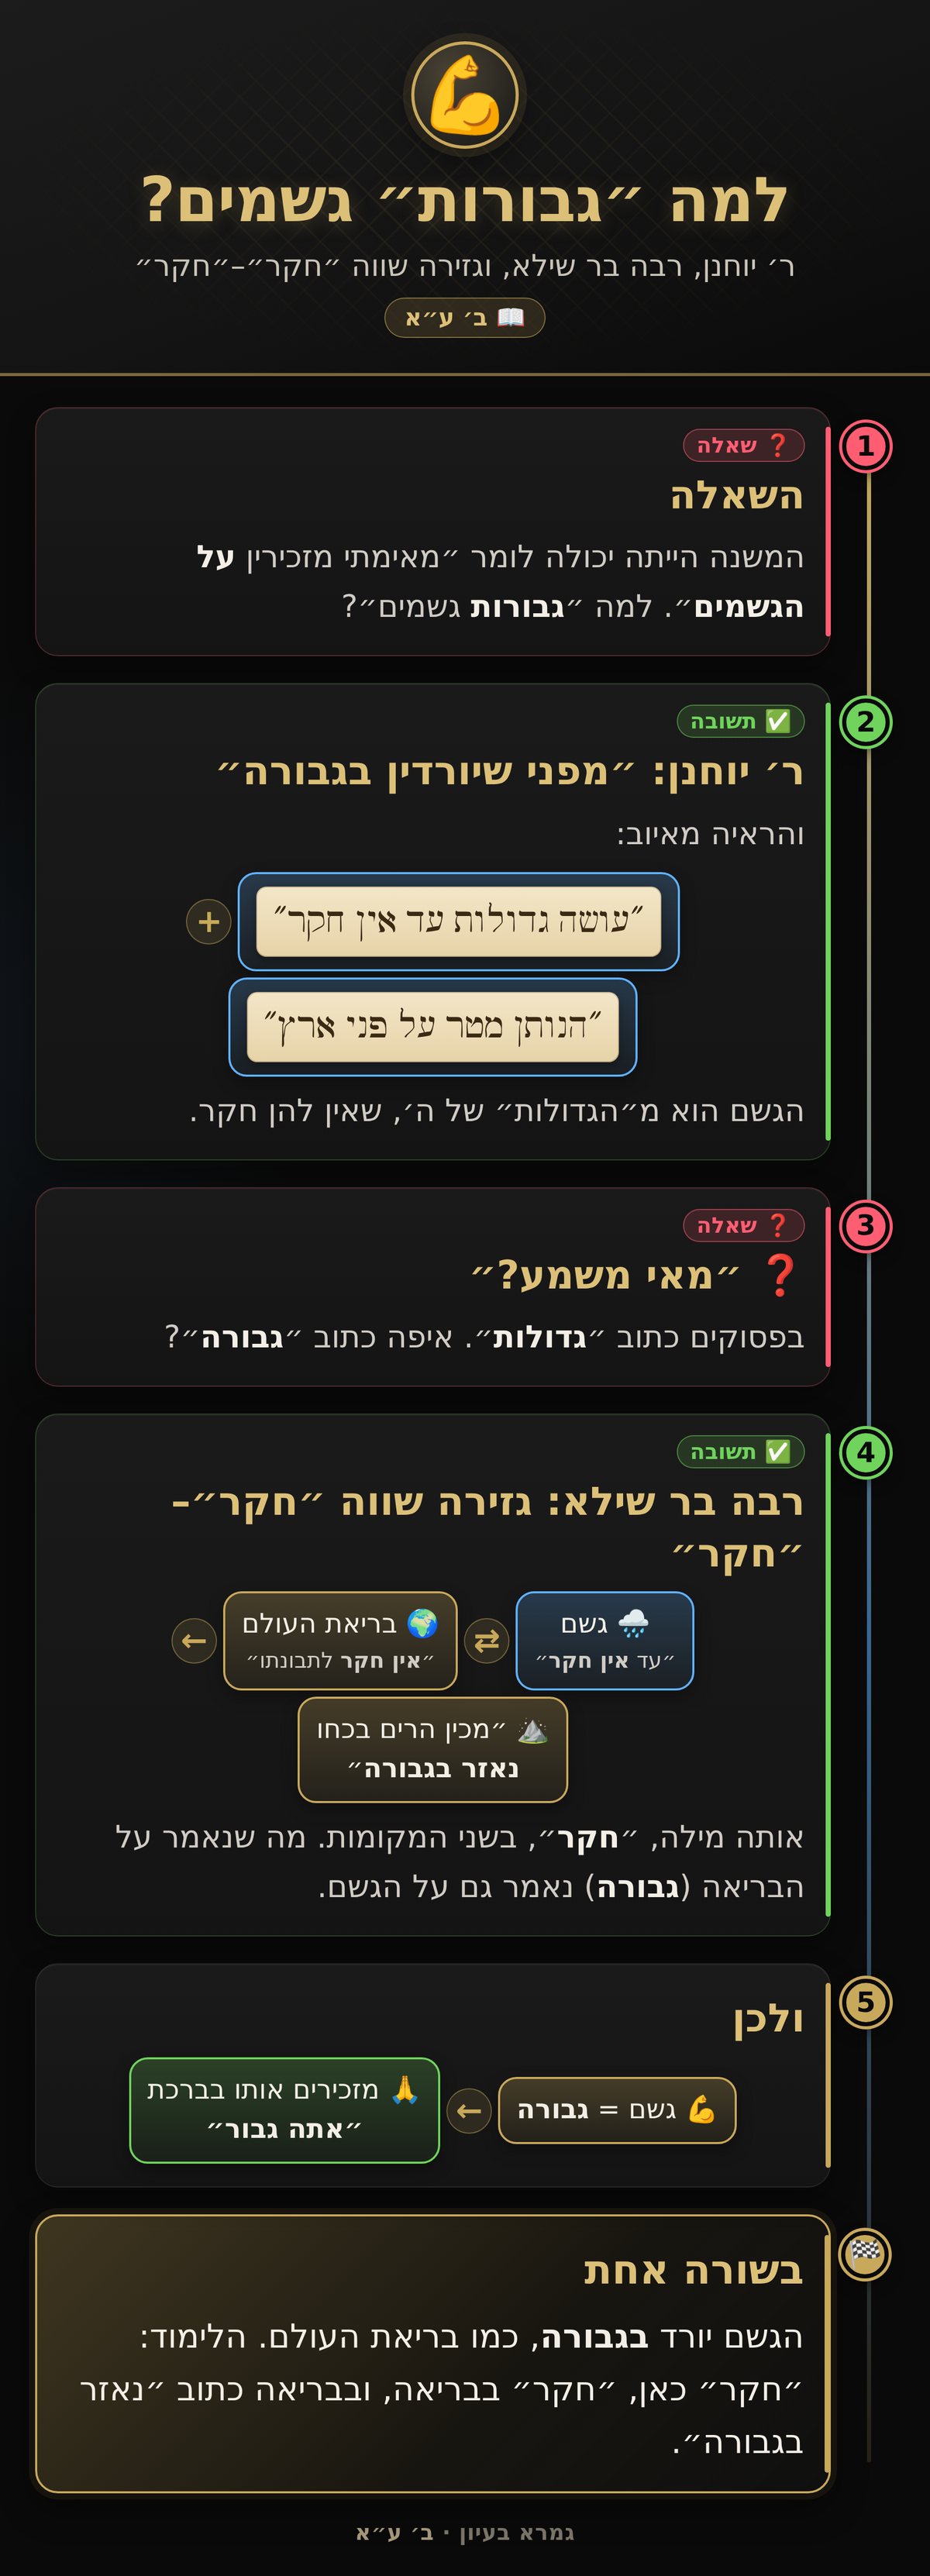 למה ״גבורות״ גשמים?
ר׳ יוחנן, רבה בר שילא, וגזירה שווה ״חקר״–״חקר״
📖 ב׳ ע״א
1
❓ שאלה
השאלה
המשנה הייתה יכולה לומר ״מאימתי מזכירין על
הגשמים״. למה ״גבורות גשמים״?
2
✅ תשובה
ר׳ יוחנן: ״מפני שיורדין בגבורה״
והראיה מאיוב:
״עושה גדולות עד אין חקר״ +
״הנותן מטר על פני ארץ״
הגשם הוא מ״הגדולות״ של ה׳, שאין להן חקר.
3
❓ שאלה
❓ ״מאי משמע?״
בפסוקים כתוב ״גדולות״. איפה כתוב ״גבורה״?
4
✅ תשובה
רבה בר שילא: גזירה שווה ״חקר״–
״חקר״
🌧️ גשם
״עד אין חקר״
⇄
🌍 בריאת העולם
״אין חקר לתבונתו״
←
⛰️ ״מכין הרים בכחו
נאזר בגבורה״
אותה מילה, ״חקר״, בשני המקומות. מה שנאמר על
הבריאה (גבורה) נאמר גם על הגשם.
5
ולכן
💪 גשם = גבורה
←
🙏 מזכירים אותו בברכת
״אתה גבור״
בשורה אחת
הגשם יורד בגבורה, כמו בריאת העולם. הלימוד:
״חקר״ כאן, ״חקר״ בבריאה, ובבריאה כתוב ״נאזר
בגבורה״.
גמרא בעיון · ב׳ ע״א